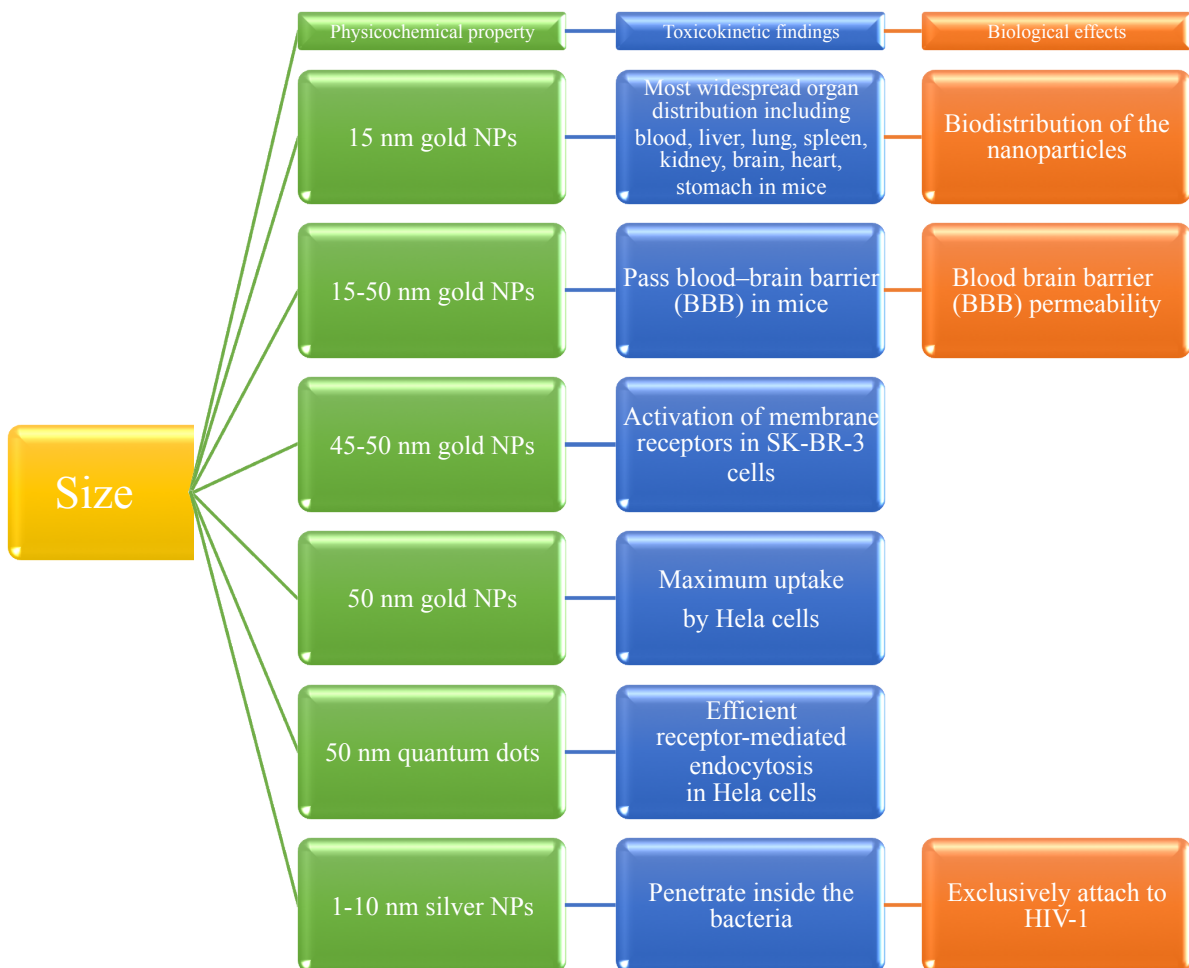 Physicochemical property
Toxicokinetic findings
Biological effects
15 nm gold NPs
Most widespread organ
distribution including
blood, liver, lung, spleen,
kidney, brain, heart,
stomach in mice
Biodistribution of the
nanoparticles
15-50 nm gold NPs
Pass blood–brain barrier
(BBB) in mice
Blood brain barrier
(BBB) permeability
Size
45-50 nm gold NPs
Activation of membrane
receptors in SK-BR-3
cells
50 nm gold NPs
Maximum uptake
by Hela cells
50 nm quantum dots
Efficient
receptor-mediated
endocytosis
in Hela cells
1-10 nm silver NPs
Penetrate inside the
bacteria
Exclusively attach to
HIV-1